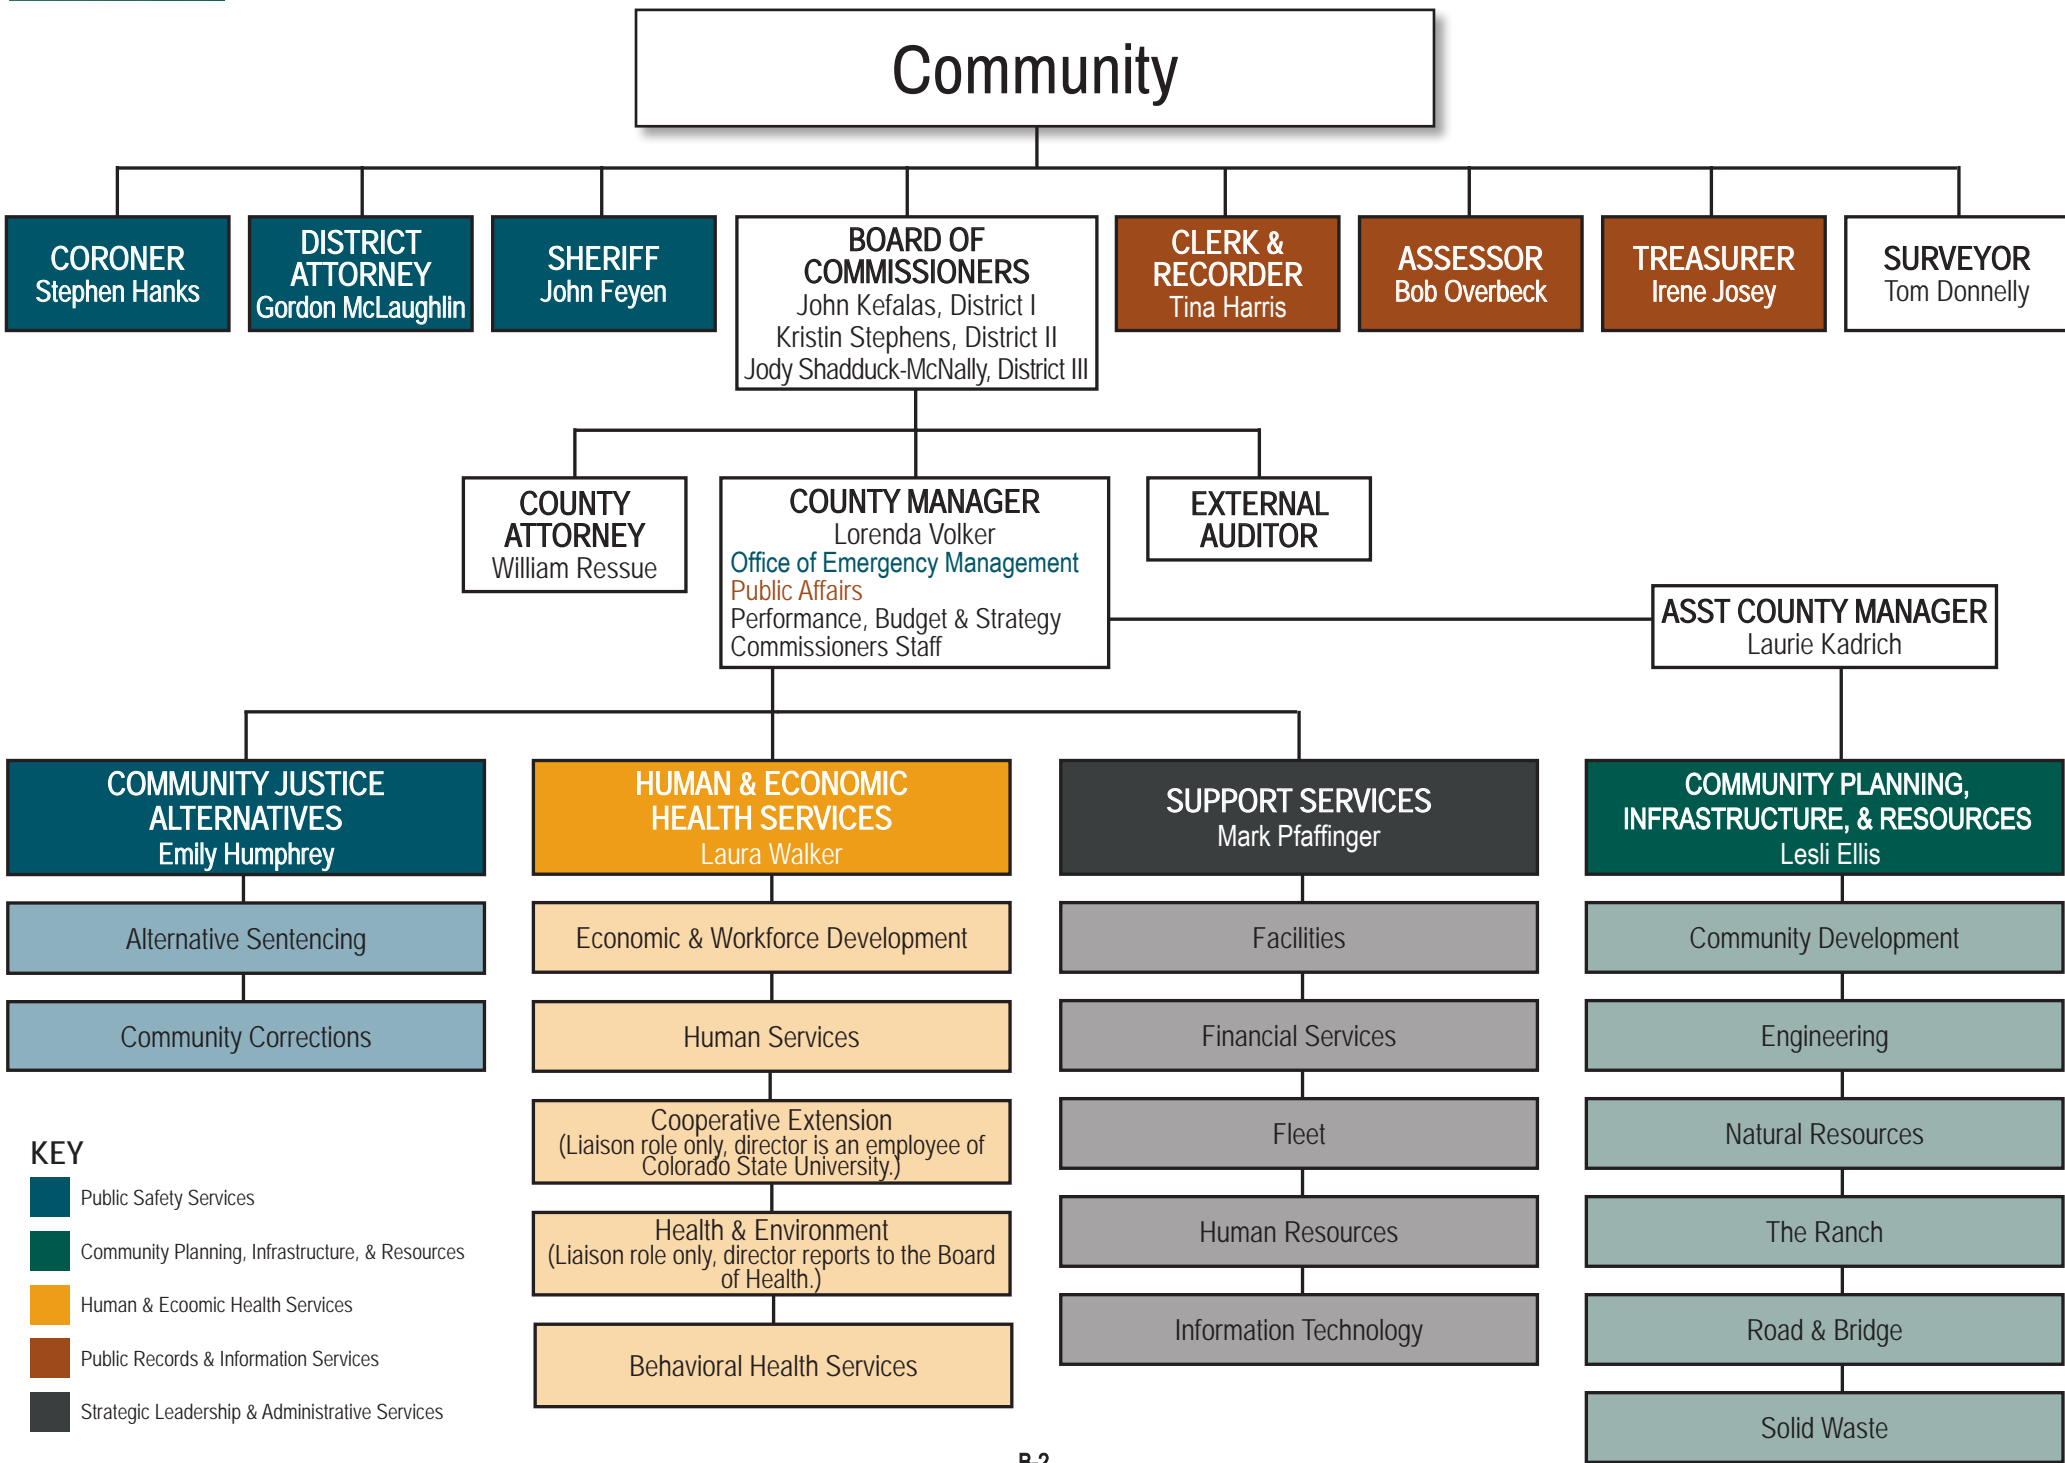 Community
CORONER
Stephen Hanks
DISTRICT
ATTORNEY
Gordon McLaughlin
SHERIFF
John Feyen
BOARD OF
COMMISSIONERS
John Kefalas, District I
Kristin Stephens, District II
Jody Shadduck-McNally, District III
CLERK &
RECORDER
Tina Harris
ASSESSOR
Bob Overbeck
TREASURER
Irene Josey
SURVEYOR
Tom Donnelly
COUNTY
ATTORNEY
William Ressue
COUNTY MANAGER
Lorenda Volker
Office of Emergency Management
Public Affairs
Performance, Budget & Strategy
Commissioners Staff
EXTERNAL
AUDITOR
ASST COUNTY MANAGER
Laurie Kadrich
COMMUNITY JUSTICE
ALTERNATIVES
Emily Humphrey
Alternative Sentencing
Community Corrections
HUMAN & ECONOMIC
HEALTH SERVICES
Laura Walker
Economic & Workforce Development
Human Services
Cooperative Extension
(Liaison role only, director is an employee of
Colorado State University.)
Health & Environment
(Liaison role only, director reports to the Board
of Health.)
Behavioral Health Services
SUPPORT SERVICES
Mark Pfaffinger
Facilities
Financial Services
Fleet
Human Resources
Information Technology
COMMUNITY PLANNING,
INFRASTRUCTURE, & RESOURCES
Lesli Ellis
Community Development
Engineering
Natural Resources
The Ranch
Road & Bridge
Solid Waste
KEY
Public Safety Services
Community Planning, Infrastructure, & Resources
Human & Ecoomic Health Services
Public Records & Information Services
Strategic Leadership & Administrative Services
B-2